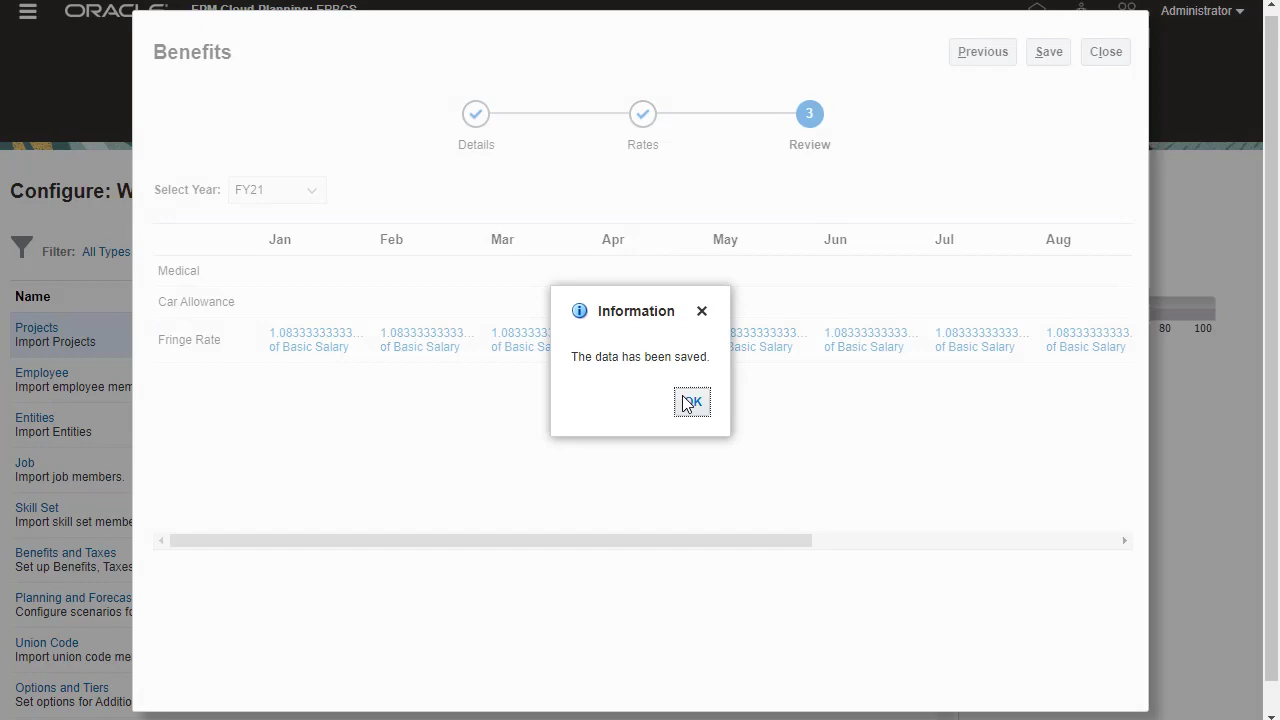 ORACLE
EPM Cloud Planning: EPBCS
Administrator
Benefits
Previous
Save
Close
3
Details
Rates
Review
Configure: W
Select Year:
FY21
Filter: All Types
Jan
Feb
Mar
Apr
May
Jun
Jul
Aug
Medical
Car Allowance
Fringe Rate
1.08333333333...
of Basic Salary
1.08333333333...
of Basic Salary
1.0833333
of Basic Sa
33333333...
Basic Salary
1.08333333333...
of Basic Salary
1.08333333333...
of Basic Salary
1.08333333333.
of Basic Salary
Information
The data has been saved.
OK
80
100
Name
Projects
Import Projects
Employee
Import employee mem
Entities
Import Entities
Job
Import job members.
Skill Set
Import skill set membe
Benefits and Taxes
Set up Benefits, Taxes
Planning and Forecas
Configure scenarios fo
Union Code
Import union code me
Options and Tiers
Set options for Additio